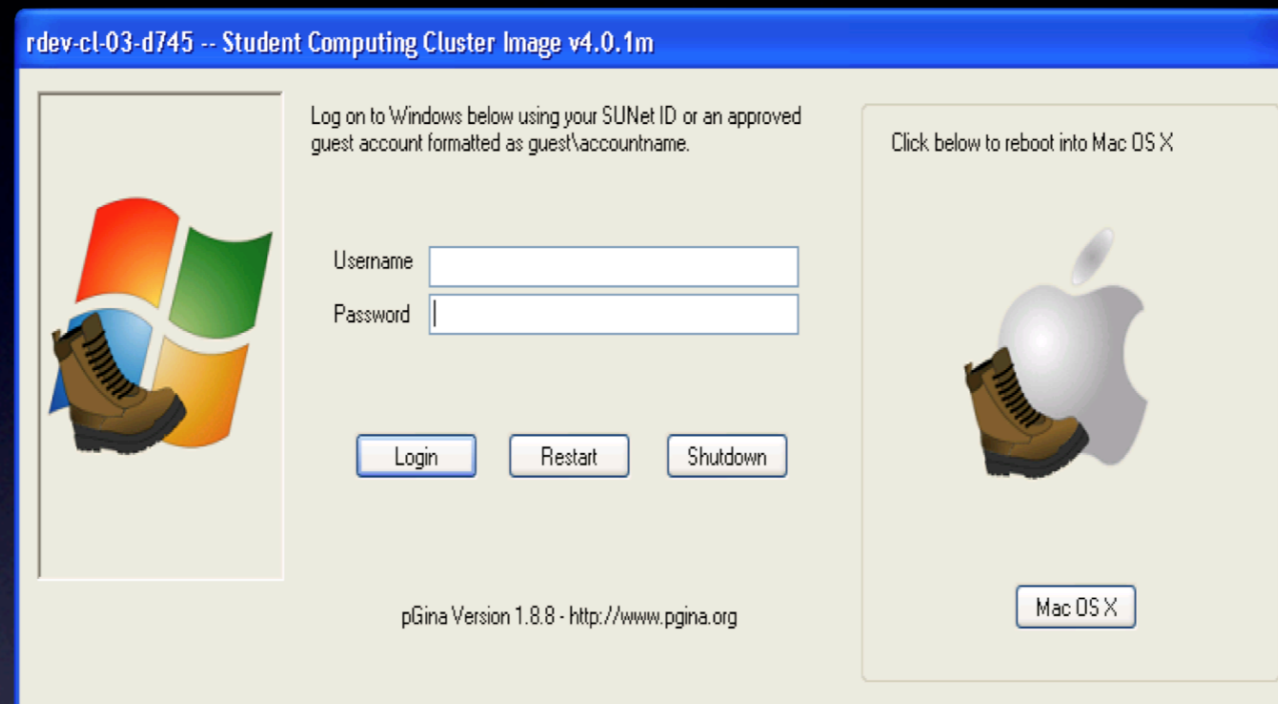 rdev-cl-03-d745 -- Student Computing Cluster Image v4.0.1m
Log on to Windows below using your SUNet ID or an approved
guest account formatted as guest\accountname.
Click below to reboot into Mac OS X
Username
Password
Login
Restart
Shutdown
Mac OS X
pGina Version 1.8.8 - http://www.pgina.org